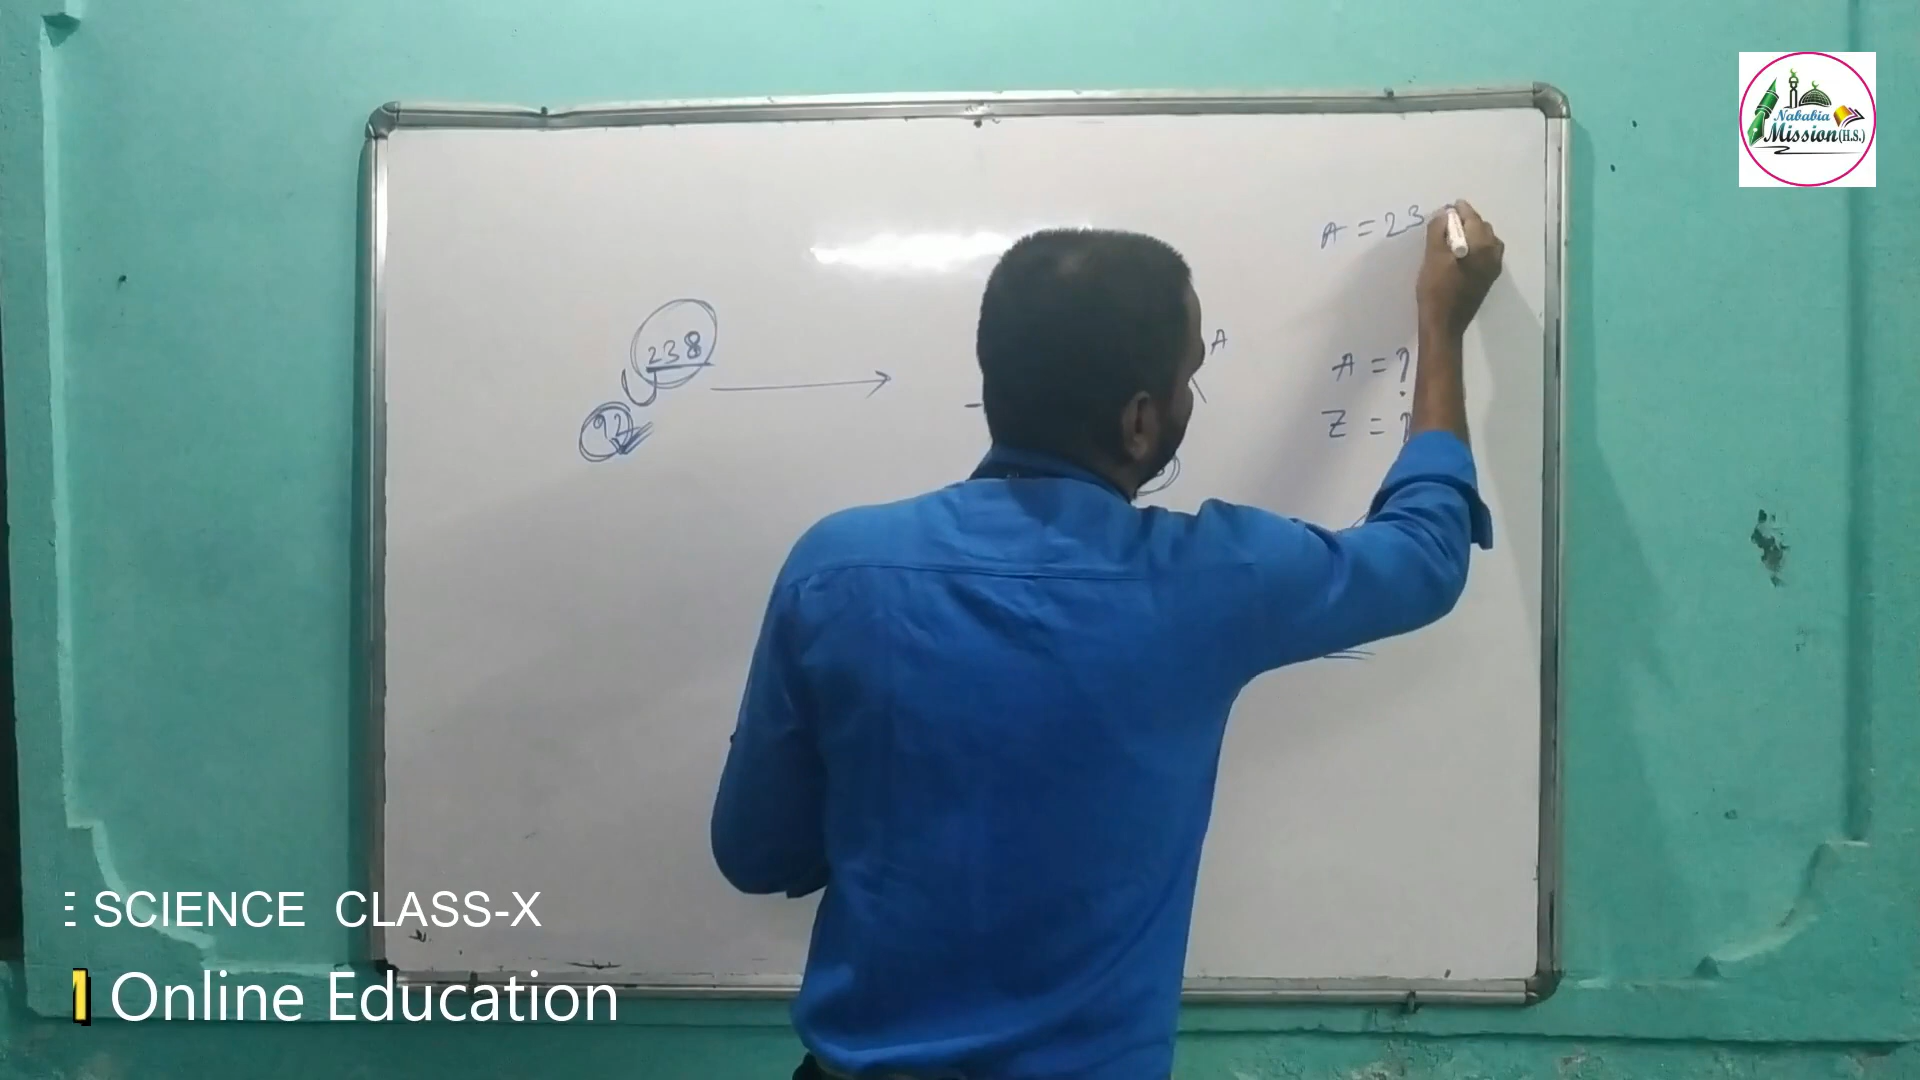 Nababia
Mission (H.S.)
A = 23
238
A
A = ?
92
Z = ?
SCIENCE CLASS-X
Online Education